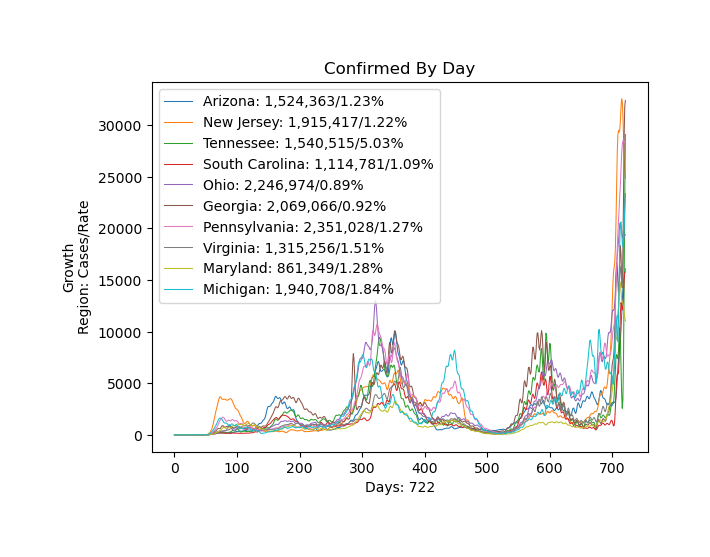 Confirmed By Day
Growth
Region: Cases/Rate
30000
25000
20000
15000
10000
5000
0
Arizona: 1,524,363/1.23%
New Jersey: 1,915,417/1.22%
Tennessee: 1,540,515/5.03%
South Carolina: 1,114,781/1.09%
Ohio: 2,246,974/0.89%
Georgia: 2,069,066/0.92%
Pennsylvania: 2,351,028/1.27%
Virginia: 1,315,256/1.51%
Maryland: 861,349/1.28%
Michigan: 1,940,708/1.84%
0 100 200 300 400 500 600 700
Days: 722